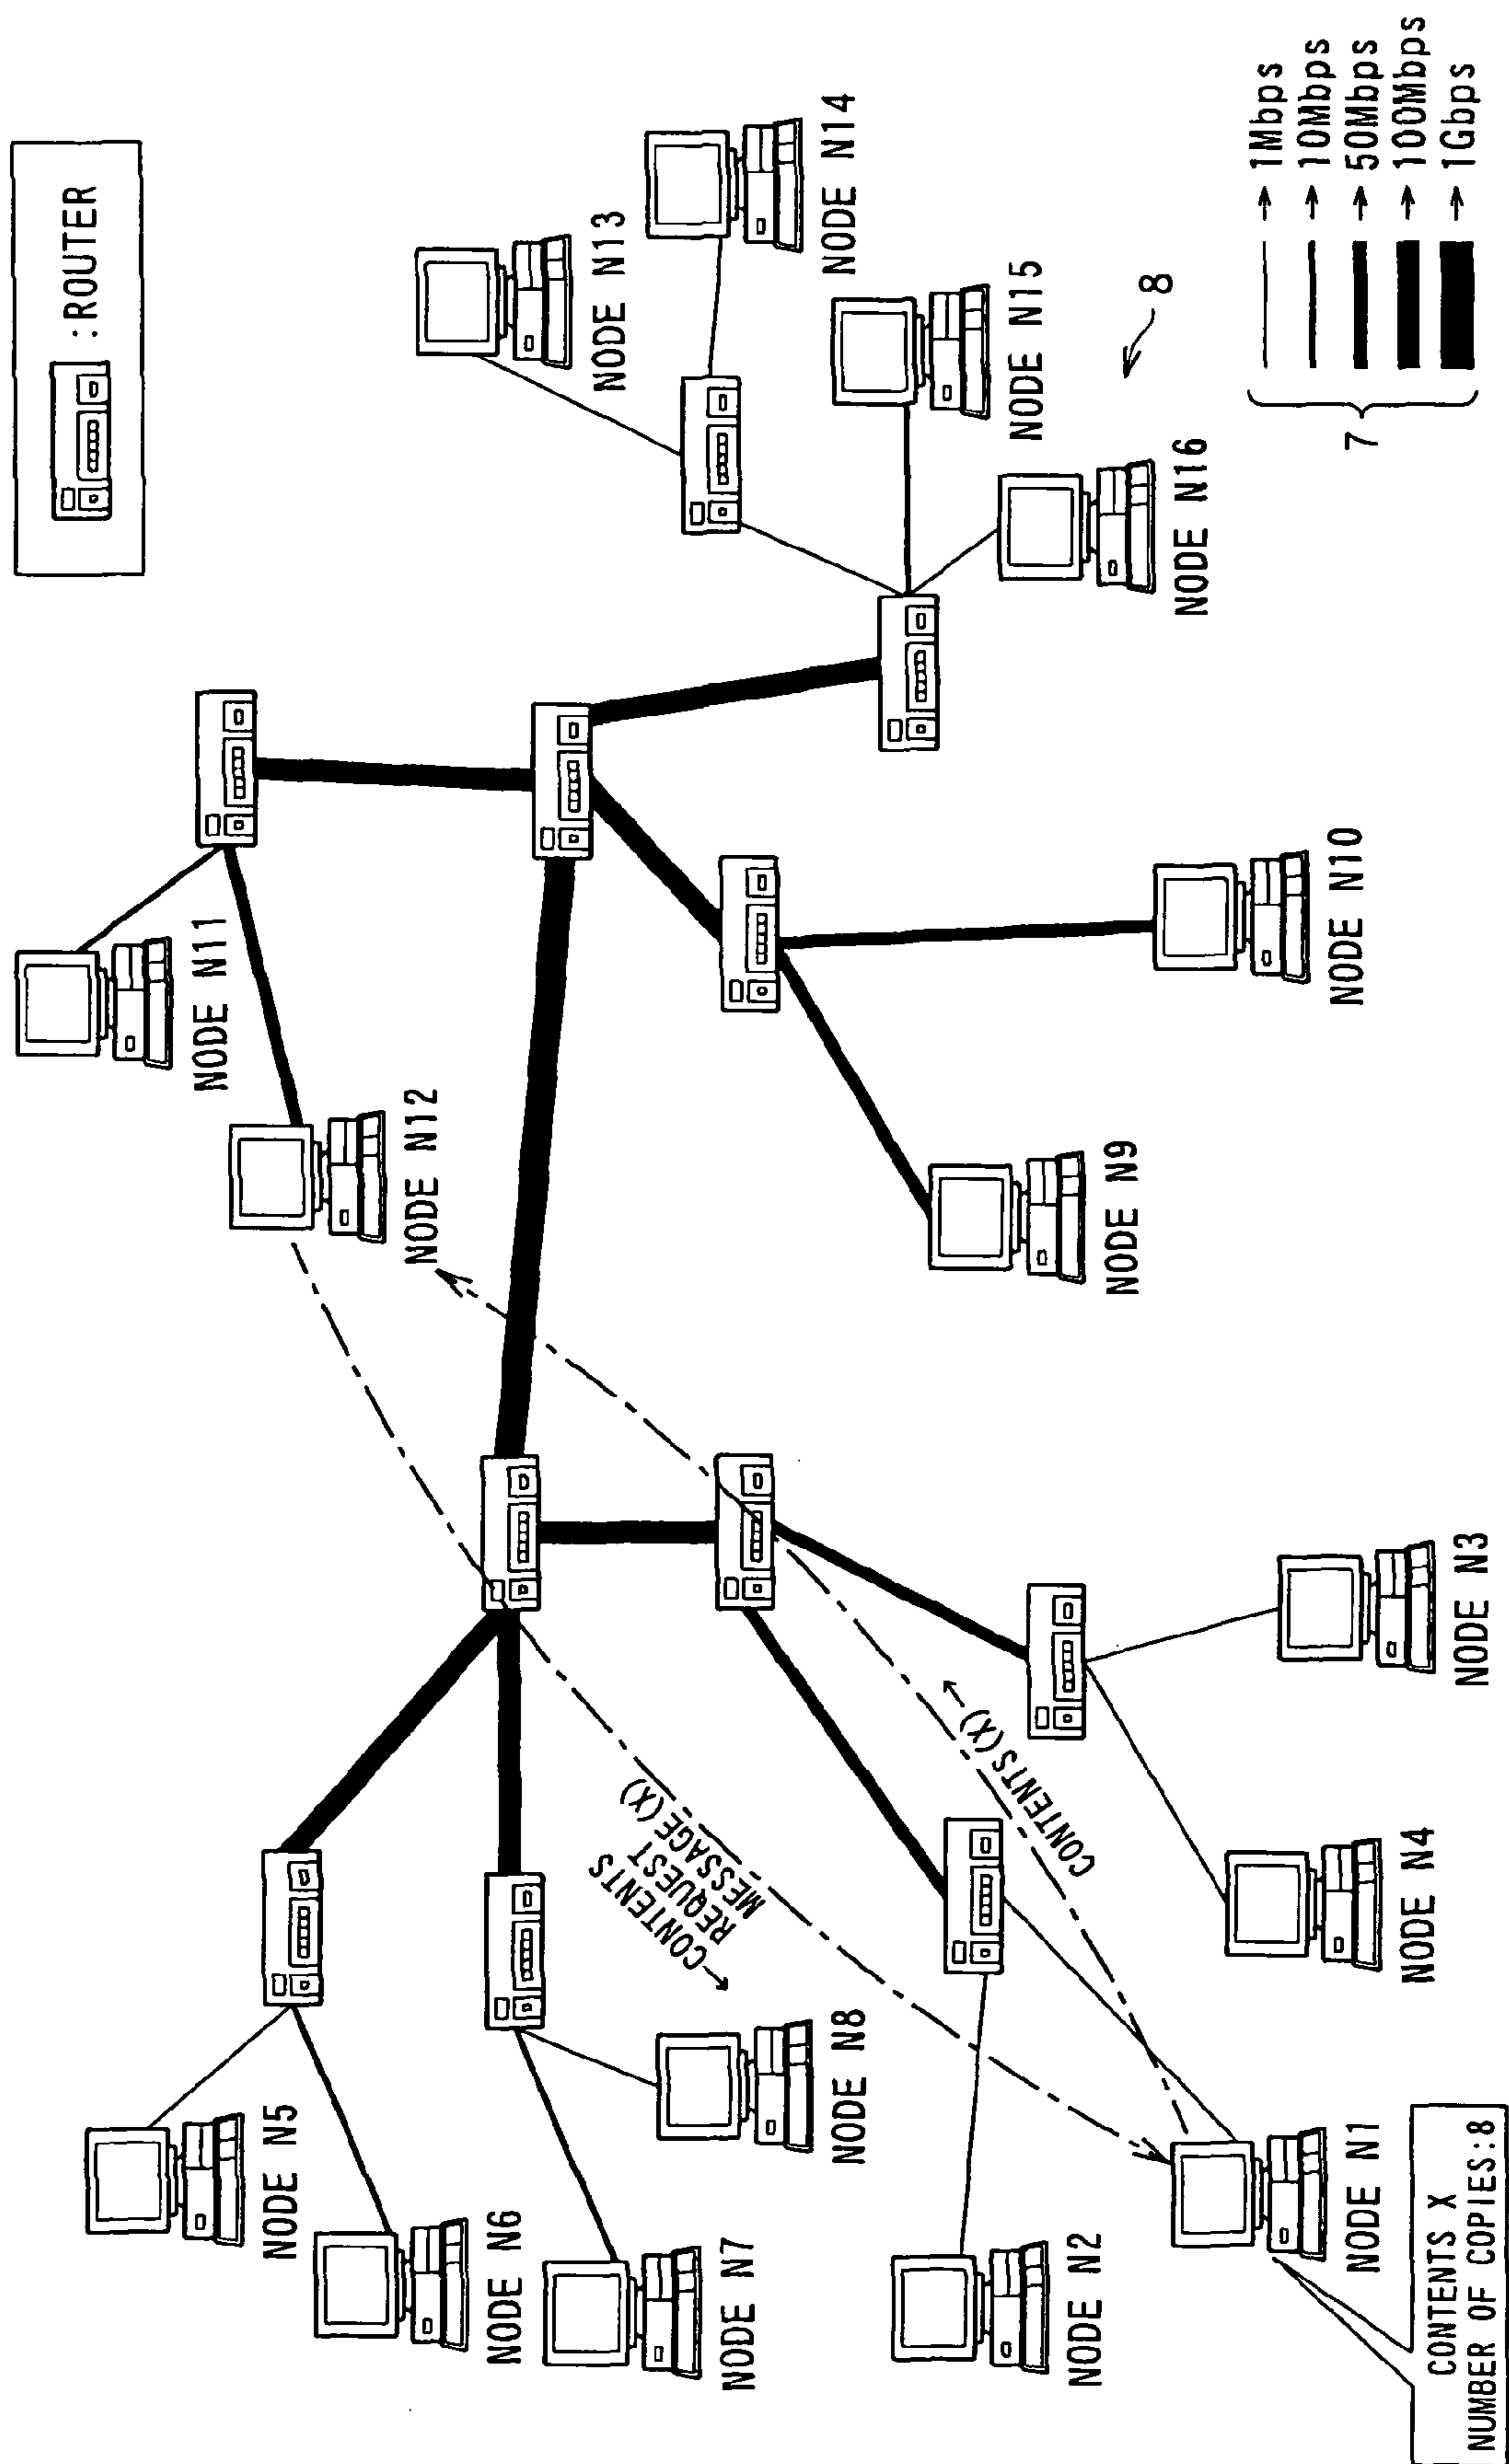 :ROUTER
NODE N5
NODE N6
NODE N7
NODE N8
NODE N2
NODE N1
CONTENTS X
NUMBER OF COPIES:8
NODE N4
NODE N3
CONTENTS
REQUEST
MESSAGE(X)
CONTENTS(X)
NODE N11
NODE N12
NODE N9
NODE N10
NODE N13
NODE N14
NODE N15
NODE N16
8
7
1Mbps
10Mbps
50Mbps
100Mbps
1Gbps